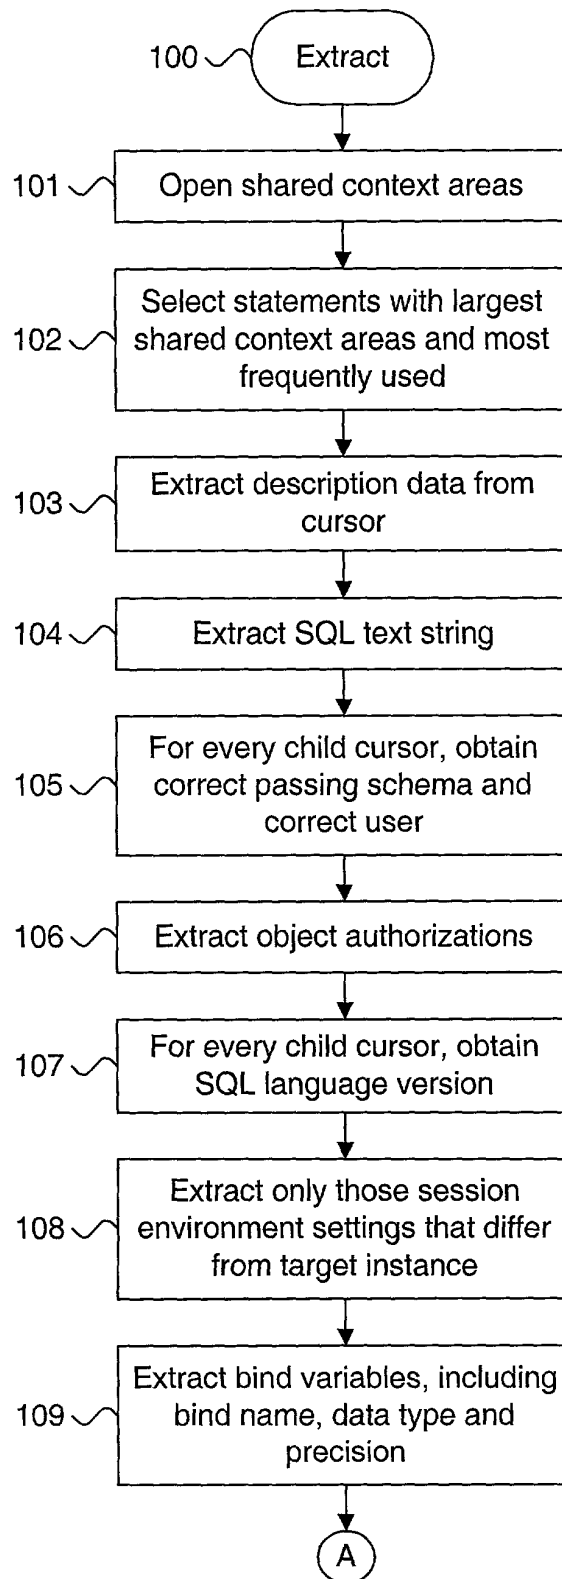 100 Extract
101 Open shared context areas
Select statements with largest
102 shared context areas and most
frequently used
Extract description data from
103 cursor
104 Extract SQL text string
For every child cursor, obtain
105 correct passing schema and
correct user
106 Extract object authorizations
For every child cursor, obtain
107 SQL language version
Extract only those session
108 environment settings that differ
from target instance
Extract bind variables, including
109 bind name, data type and
precision
A